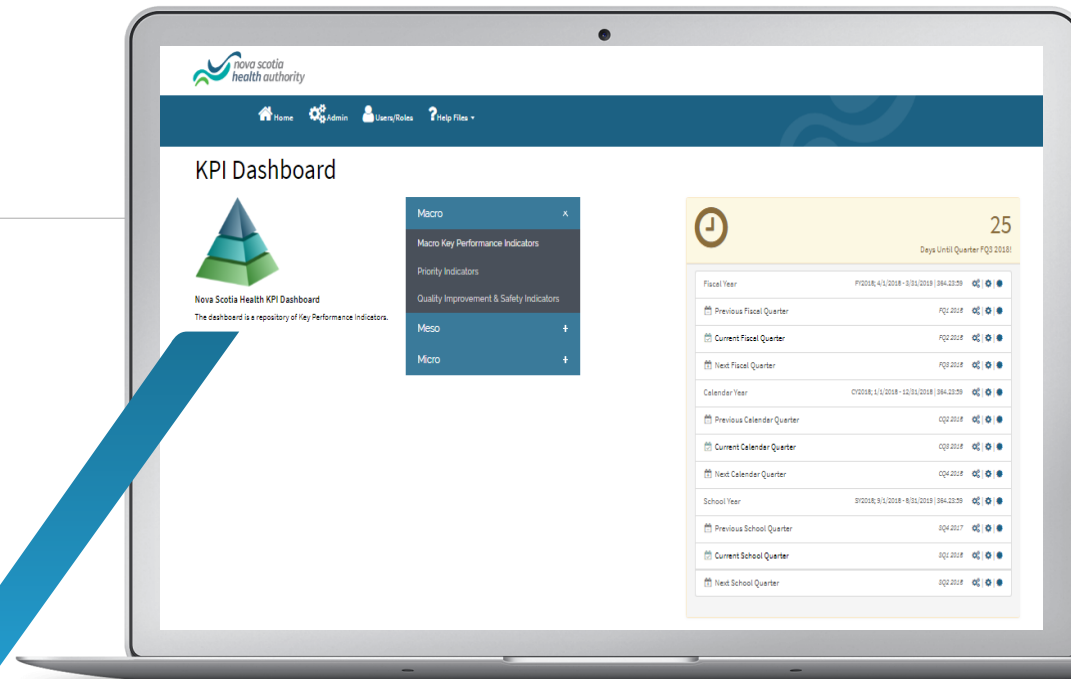 nova scotia
health authority
Home Admin Users/Roles ? Help Files
KPI Dashboard
Nova Scotia Health KPI Dashboard
The dashboard is a repository of Key Performance Indicators.
Macro x
Macro Key Performance Indicators
Priority Indicators
Quality Improvement & Safety Indicators
Meso +
Micro +
25
Days Until Quarter FQ3 2018!
Fiscal Year FY2018; 4/1/2018 - 3/31/2019 | 364.23:59
Previous Fiscal Quarter FQ1 2018
Current Fiscal Quarter FQ2 2018
Next Fiscal Quarter FQ3 2018
Calendar Year CY2018; 1/1/2018 - 12/31/2018 | 364.23:59
Previous Calendar Quarter CQ2 2018
Current Calendar Quarter CQ3 2018
Next Calendar Quarter CQ4 2018
School Year SY2018; 9/1/2018 - 8/31/2019 | 364.23:59
Previous School Quarter SQ4 2017
Current School Quarter SQ1 2018
Next School Quarter SQ2 2018